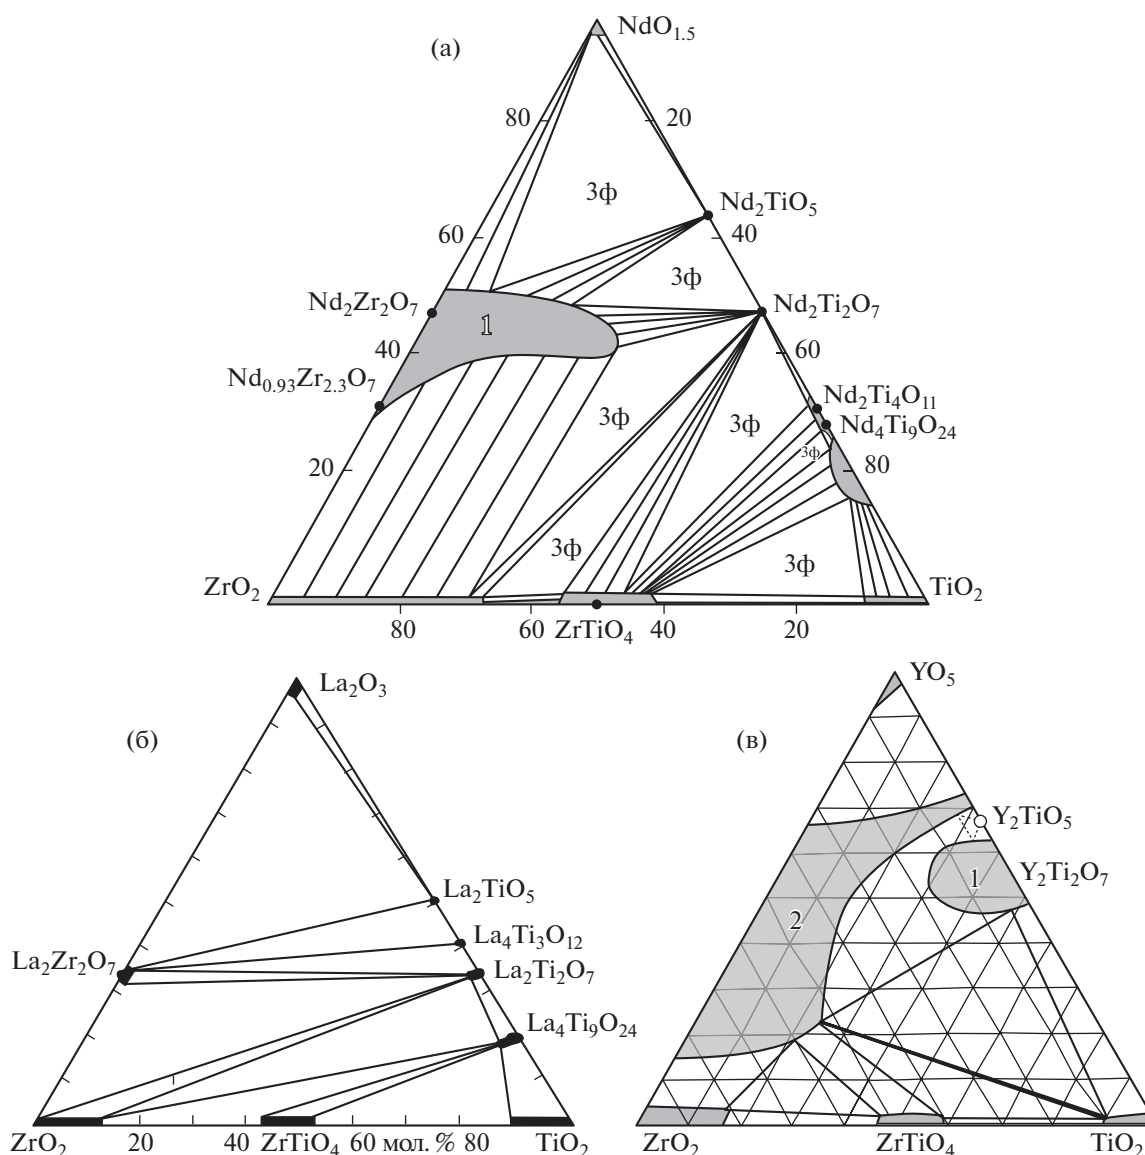 NdO1.5
(а)
80
20
3ф
Nd2TiO5
60
40
3ф
Nd2Zr2O7
1
Nd2Ti2O7
40
60
Nd0.93Zr2.3O7
Nd2Ti4O11
3ф
3ф
Nd4Ti9O24
3ф
20
80
3ф
3ф
ZrO2
TiO2
80
60
ZrTiO4
40
20
La2O3
YO5
(б)
(в)
Y2TiO5
La2TiO5
Y2Ti2O7
1
2
La4Ti3O12
La2Zr2O7
La2Ti2O7
La4Ti9O24
ZrO2
20
40
ZrTiO4
60 мол. %
80
TiO2
ZrO2
ZrTiO4
TiO2